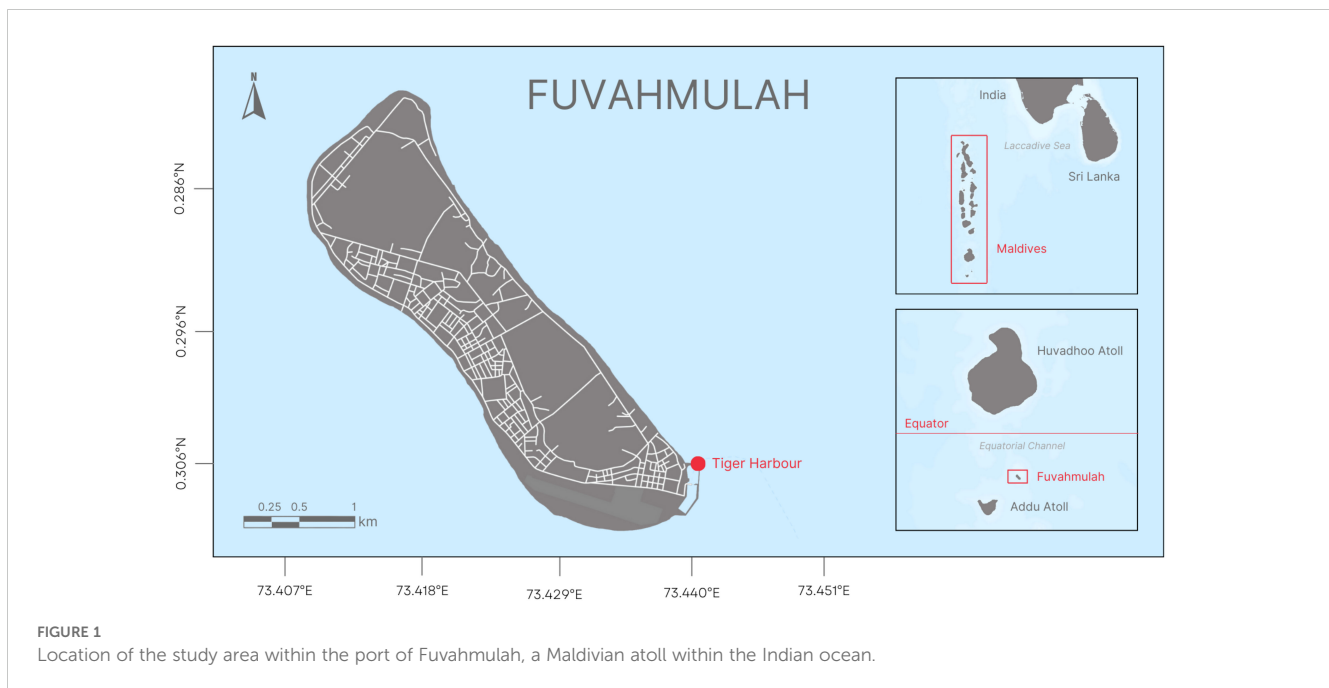 N
FUVAHMULAH
0.286°N
0.296°N
0.306°N
Tiger Harbour
0.25 0.5 1
km
73.407°E 73.418°E 73.429°E 73.440°E 73.451°E
India
Laccadive Sea
Sri Lanka
Maldives
Huvadhoo Atoll
Equator
Equatorial Channel
Fuvahmulah
Addu Atoll
FIGURE 1
Location of the study area within the port of Fuvahmulah, a Maldivian atoll within the Indian ocean.